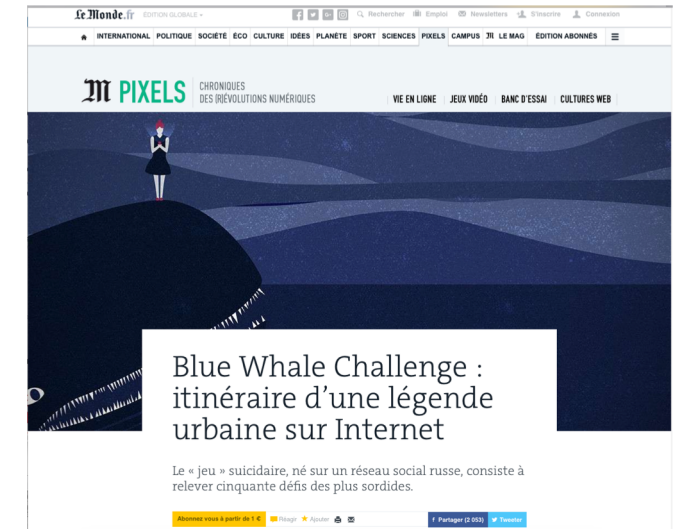 Le Monde.fr ÉDITION GLOBALE Rechercher Emploi Newsletters S'inscrire Connexion
INTERNATIONAL POLITIQUE SOCIÉTÉ ÉCO CULTURE IDÉES PLANÈTE SPORT SCIENCES PIXELS CAMPUS M LE MAG ÉDITION ABONNÉS
M PIXELS
CHRONIQUES
DES (R)ÉVOLUTIONS NUMÉRIQUES
VIE EN LIGNE JEUX VIDÉO BANC D'ESSAI CULTURES WEB
Blue Whale Challenge :
itinéraire d'une légende
urbaine sur Internet
Le « jeu » suicidaire, né sur un réseau social russe, consiste à
relever cinquante défis des plus sordides.
Abonnez vous à partir de 1 € Réagir Ajouter f Partager (2 053) Tweeter